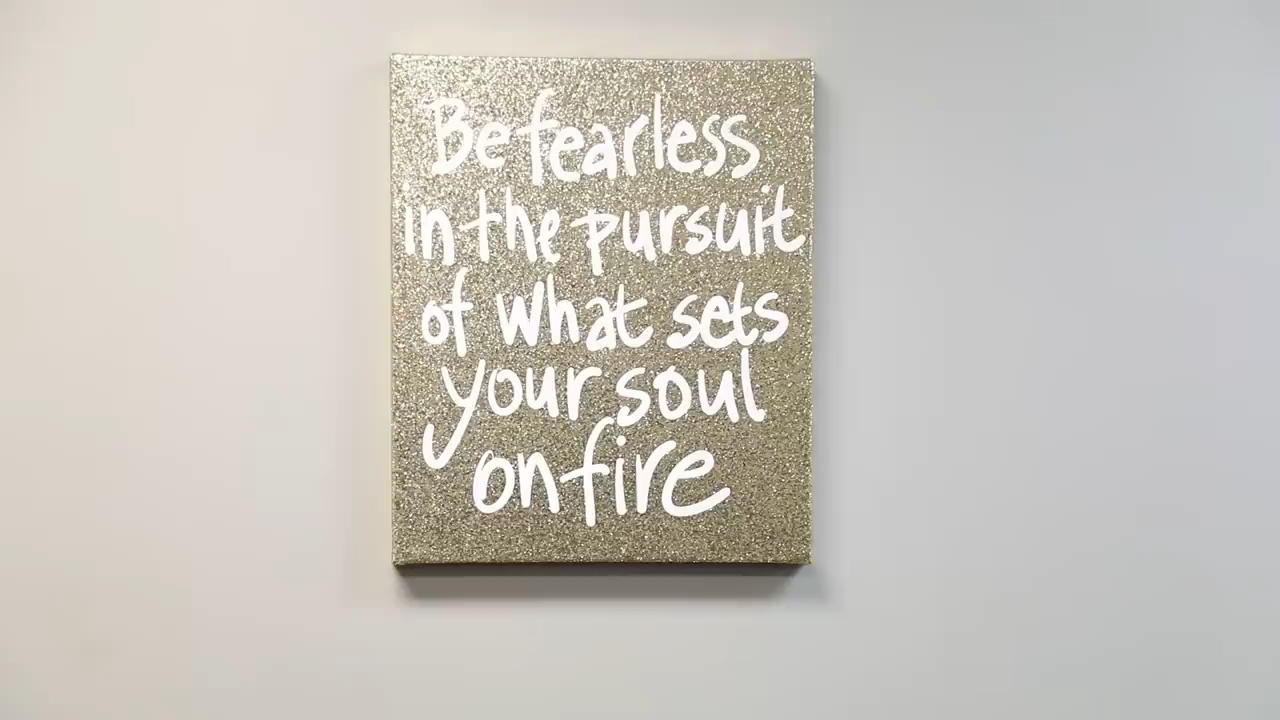 Be fearless
in the pursuit
of what sets
your soul
on fire